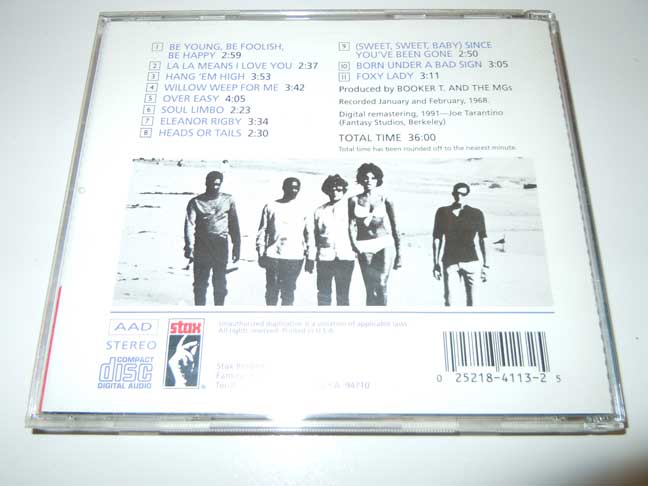 1 BE YOUNG, BE FOOLISH,
BE HAPPY 2:59
2 LA LA MEANS I LOVE YOU 2:37
3 HANG 'EM HIGH 3:53
4 WILLOW WEEP FOR ME 3:42
5 OVER EASY 4:05
6 SOUL LIMBO 2:23
7 ELEANOR RIGBY 3:34
8 HEADS OR TAILS 2:30
9 (SWEET, SWEET, BABY) SINCE
YOU'VE BEEN GONE 2:50
10 BORN UNDER A BAD SIGN 3:05
11 FOXY LADY 3:11
Produced by BOOKER T. AND THE MGs
Recorded January and February, 1968.
Digital remastering, 1991—Joe Tarantino
(Fantasy Studios, Berkeley)
TOTAL TIME 36:00
Total time has been rounded off to the nearest minute.
AAD
STEREO
COMPACT
disc
DIGITAL AUDIO
stax
Unauthorized duplication is a violation of applicable laws.
All rights reserved. Printed in U.S.A.
Stax
94710
0 25218-4113-2 5